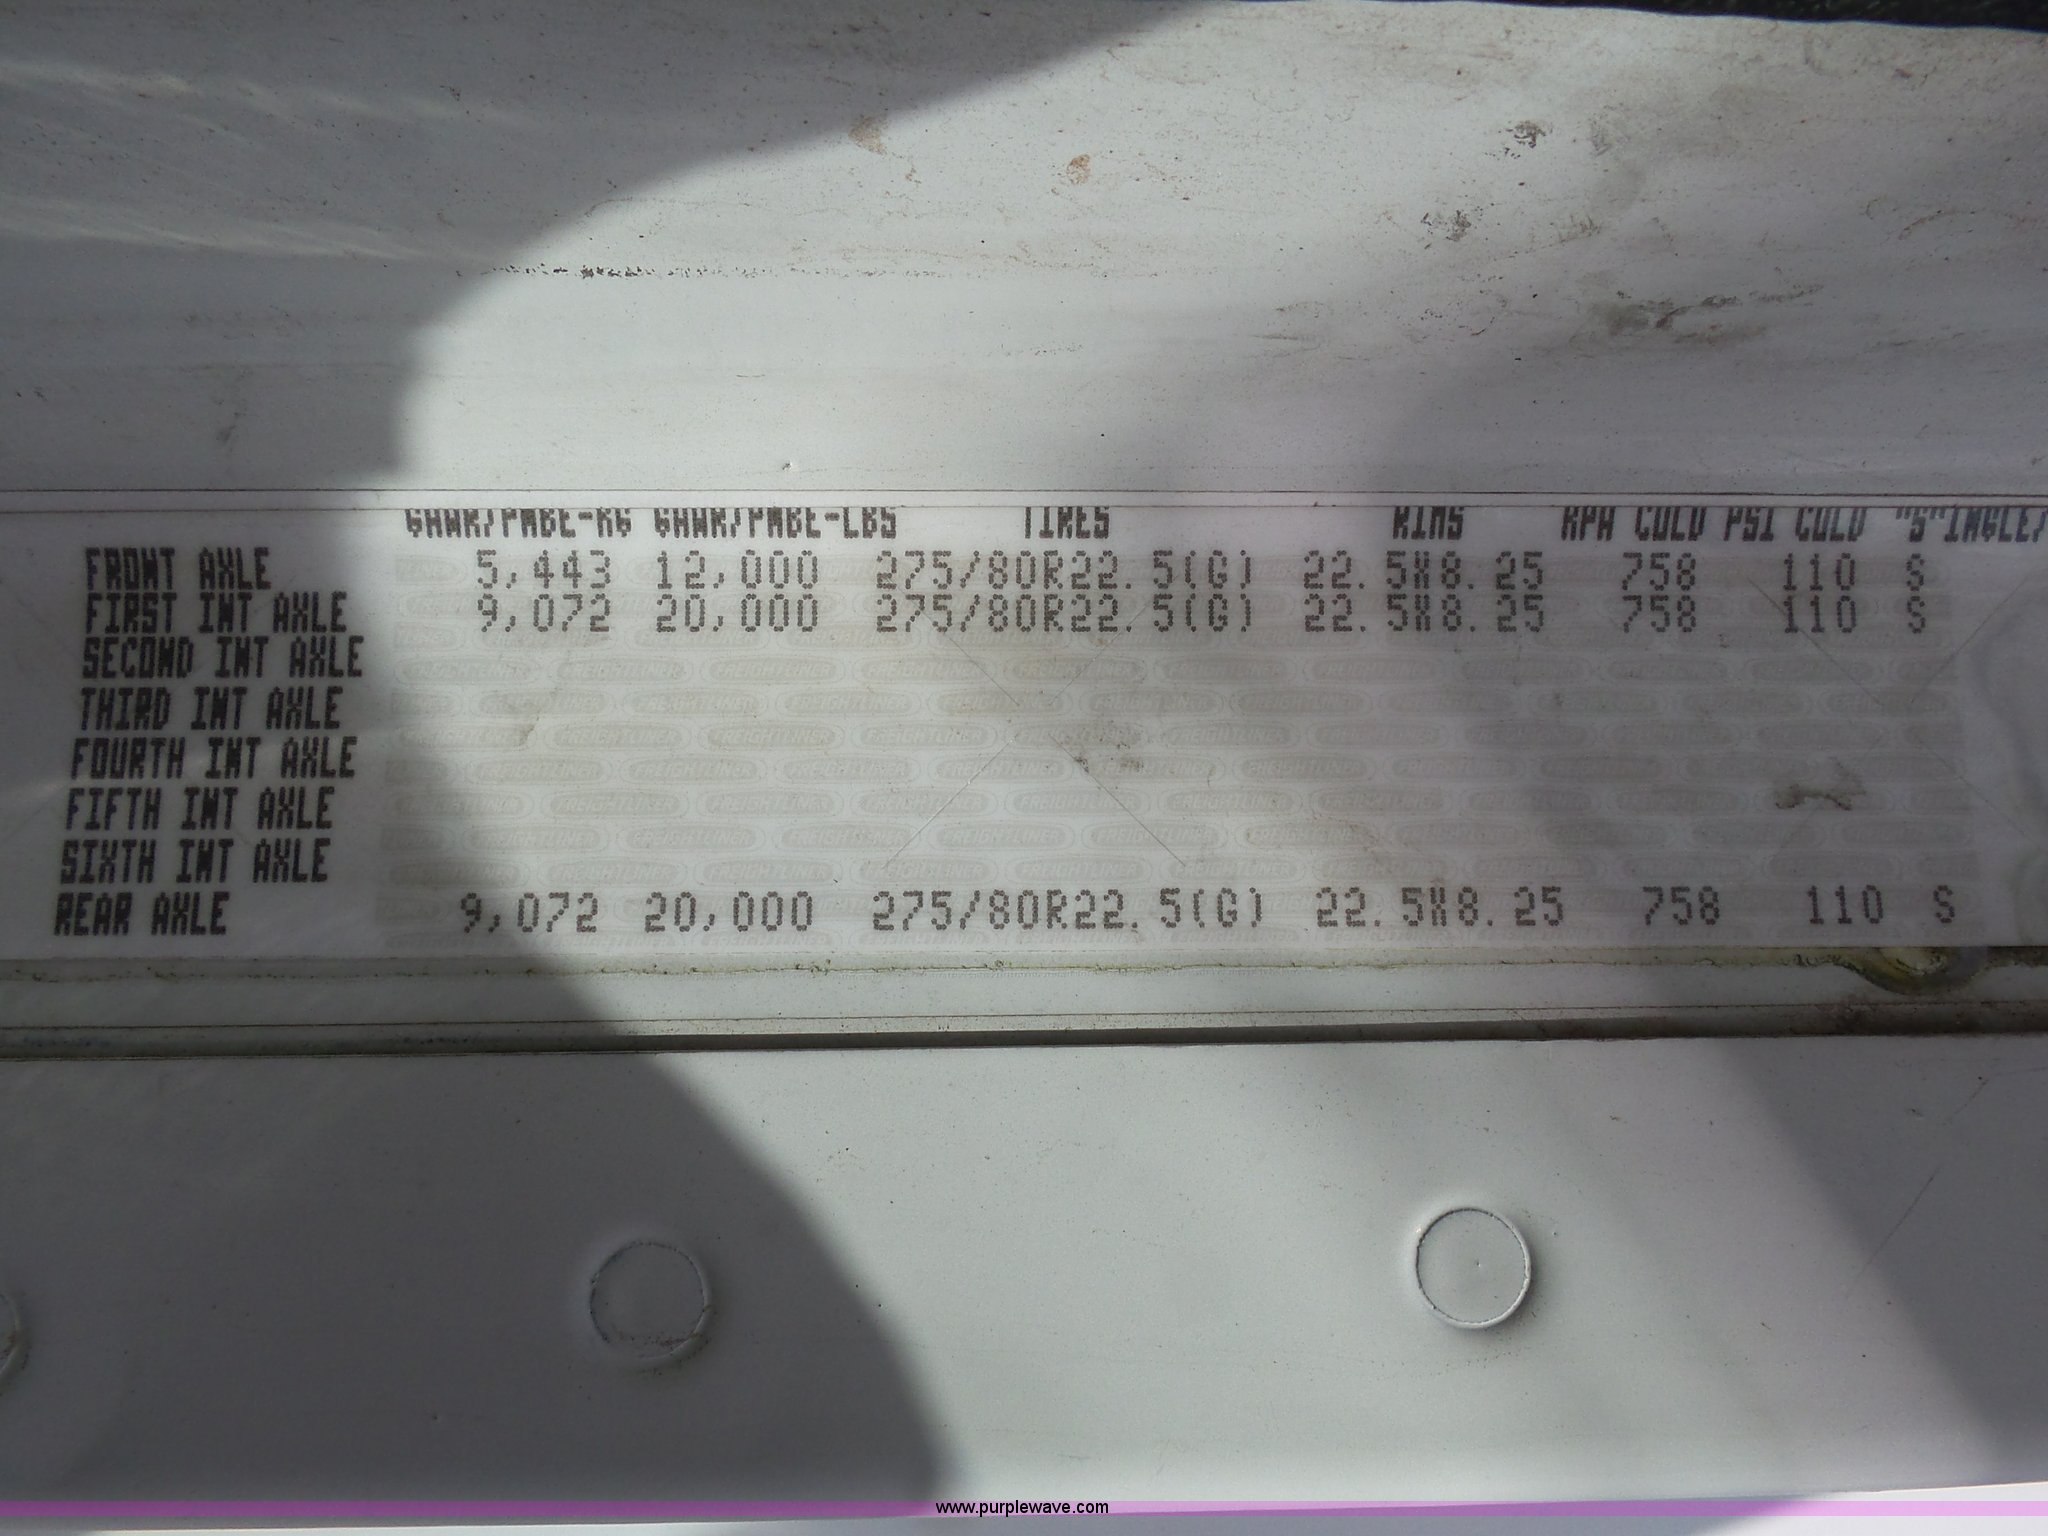 GAWR/PNBE-KG GAWR/PNBE-LBS TIRES RIMS KPA COLD PSI COLD "S"INGLE/
FRONT AXLE 5,443 12,000 275/80R22.5(G) 22.5X8.25 758 110 S
FIRST INT AXLE 9,072 20,000 275/80R22.5(G) 22.5X8.25 758 110 S
SECOND INT AXLE
THIRD INT AXLE
FOURTH INT AXLE
FIFTH INT AXLE
SIXTH INT AXLE
REAR AXLE 9,072 20,000 275/80R22.5(G) 22.5X8.25 758 110 S
www.purplewave.com